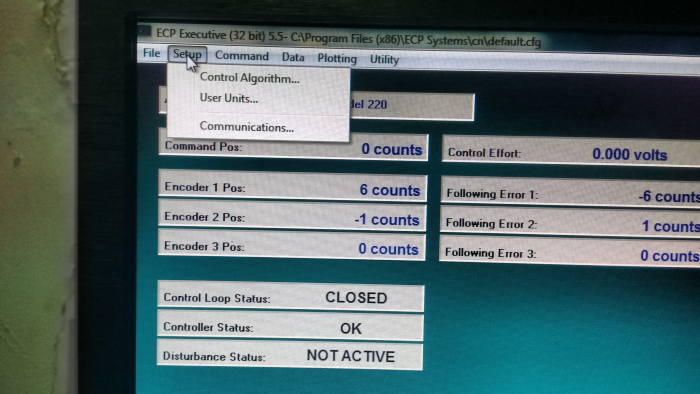 ECP Executive (32 bit) 5.5- C:\Program Files (x86)\ECP Systems\cn\default.cfg
File Setup Command Data Plotting Utility
Control Algorithm...
User Units...
220
Communications...
Command Pos: 0 counts
Control Effort: 0.000 volts
Encoder 1 Pos: 6 counts
Following Error 1: -6 counts
Encoder 2 Pos: -1 counts
Following Error 2: 1 counts
Encoder 3 Pos: 0 counts
Following Error 3: 0 counts
Control Loop Status: CLOSED
Controller Status: OK
Disturbance Status: NOT ACTIVE